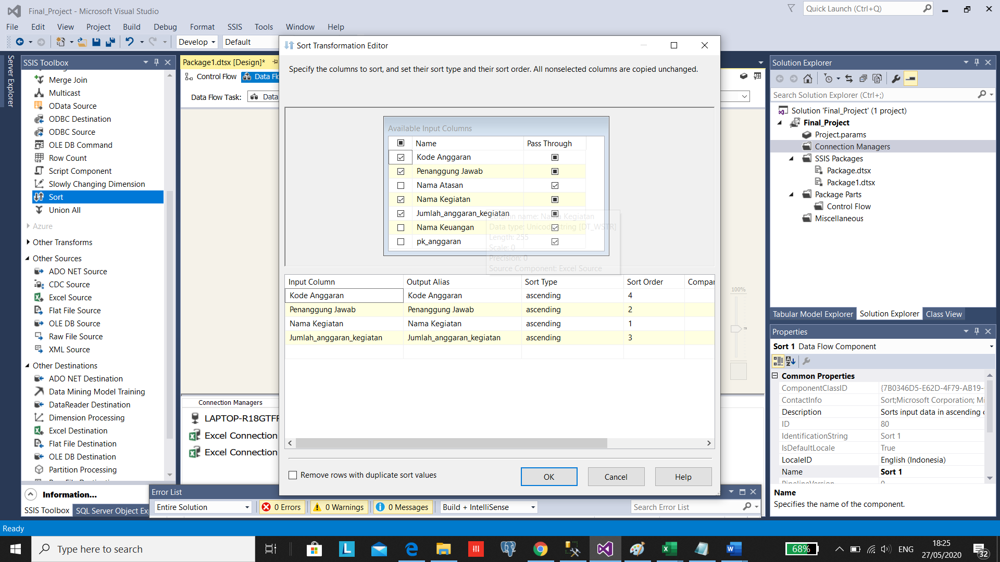 Final_Project - Microsoft Visual Studio
Quick Launch (Ctrl+Q)
File Edit View Project Build Debug Format SSIS Tools Window Help
Develop Default
Server Explorer
SSIS Toolbox
Merge Join
Multicast
OData Source
ODBC Destination
ODBC Source
OLE DB Command
Row Count
Script Component
Slowly Changing Dimension
Sort
Union All
Azure
Other Transforms
Other Sources
ADO NET Source
CDC Source
Excel Source
Flat File Source
OLE DB Source
Raw File Source
XML Source
Other Destinations
ADO NET Destination
Data Mining Model Training
DataReader Destination
Dimension Processing
Excel Destination
Flat File Destination
OLE DB Destination
Partition Processing
Information...
SSIS Toolbox SQL Server Object Exp
Package1.dtsx [Design]*
Control Flow Data Flo
Data Flow Task: Data
100%
Connection Managers
LAPTOP-R18GTFF
Excel Connection
Excel Connection
Sort Transformation Editor
Specify the columns to sort, and set their sort type and their sort order. All nonselected columns are copied unchanged.
Available Input Columns
Name Pass Through
Kode Anggaran
Penanggung Jawab
Nama Atasan
Nama Kegiatan
Jumlah_anggaran_kegiatan
Nama Keuangan
pk_anggaran
Column name: Nama Kegiatan
Data type: Unicode string [DT_WSTR]
Length: 255
Scale: 0
Precision: 0
Source Component: Excel Source
Input Column Output Alias Sort Type Sort Order Compar
Kode Anggaran Kode Anggaran ascending 4
Penanggung Jawab Penanggung Jawab ascending 2
Nama Kegiatan Nama Kegiatan ascending 1
Jumlah_anggaran_kegiatan Jumlah_anggaran_kegiatan ascending 3
Remove rows with duplicate sort values
OK Cancel Help
Error List
Entire Solution 0 Errors 0 Warnings 0 Messages Build + IntelliSense Search Error List
Solution Explorer
Search Solution Explorer (Ctrl+;)
Solution 'Final_Project' (1 project)
Final_Project
Project.params
Connection Managers
SSIS Packages
Package.dtsx
Package1.dtsx
Package Parts
Control Flow
Miscellaneous
Tabular Model Explorer Solution Explorer Class View
Properties
Sort 1 Data Flow Component
Common Properties
ComponentClassID {7B0346D5-E62D-4F79-AB19-
ContactInfo Sort;Microsoft Corporation; Mi
Description Sorts input data in ascending o
ID 80
IdentificationString Sort 1
IsDefaultLocale True
LocaleID English (Indonesia)
Name Sort 1
PipelineVersion 0
Name
Specifies the name of the component.
Ready
Type here to search
68%
ENG
18:25
27/05/2020
32